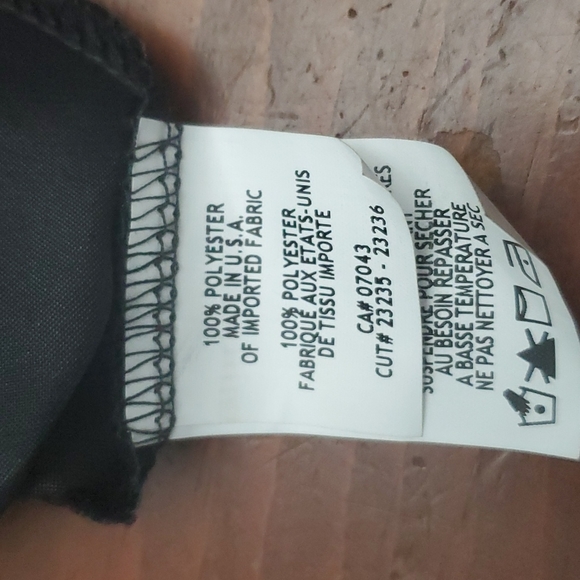 100% POLYESTER
MADE IN U.S.A.
OF IMPORTED FABRIC
100% POLYESTER
FABRIQUÉ AUX ETATS-UNIS
DE TISSU IMPORTE
CA# 07043
CUT# 23235 - 23236
SUSPENDRE POUR SECHER
AU BESOIN REPASSER
A BASSE TEMPERATURE
NE PAS NETTOYER A SEC